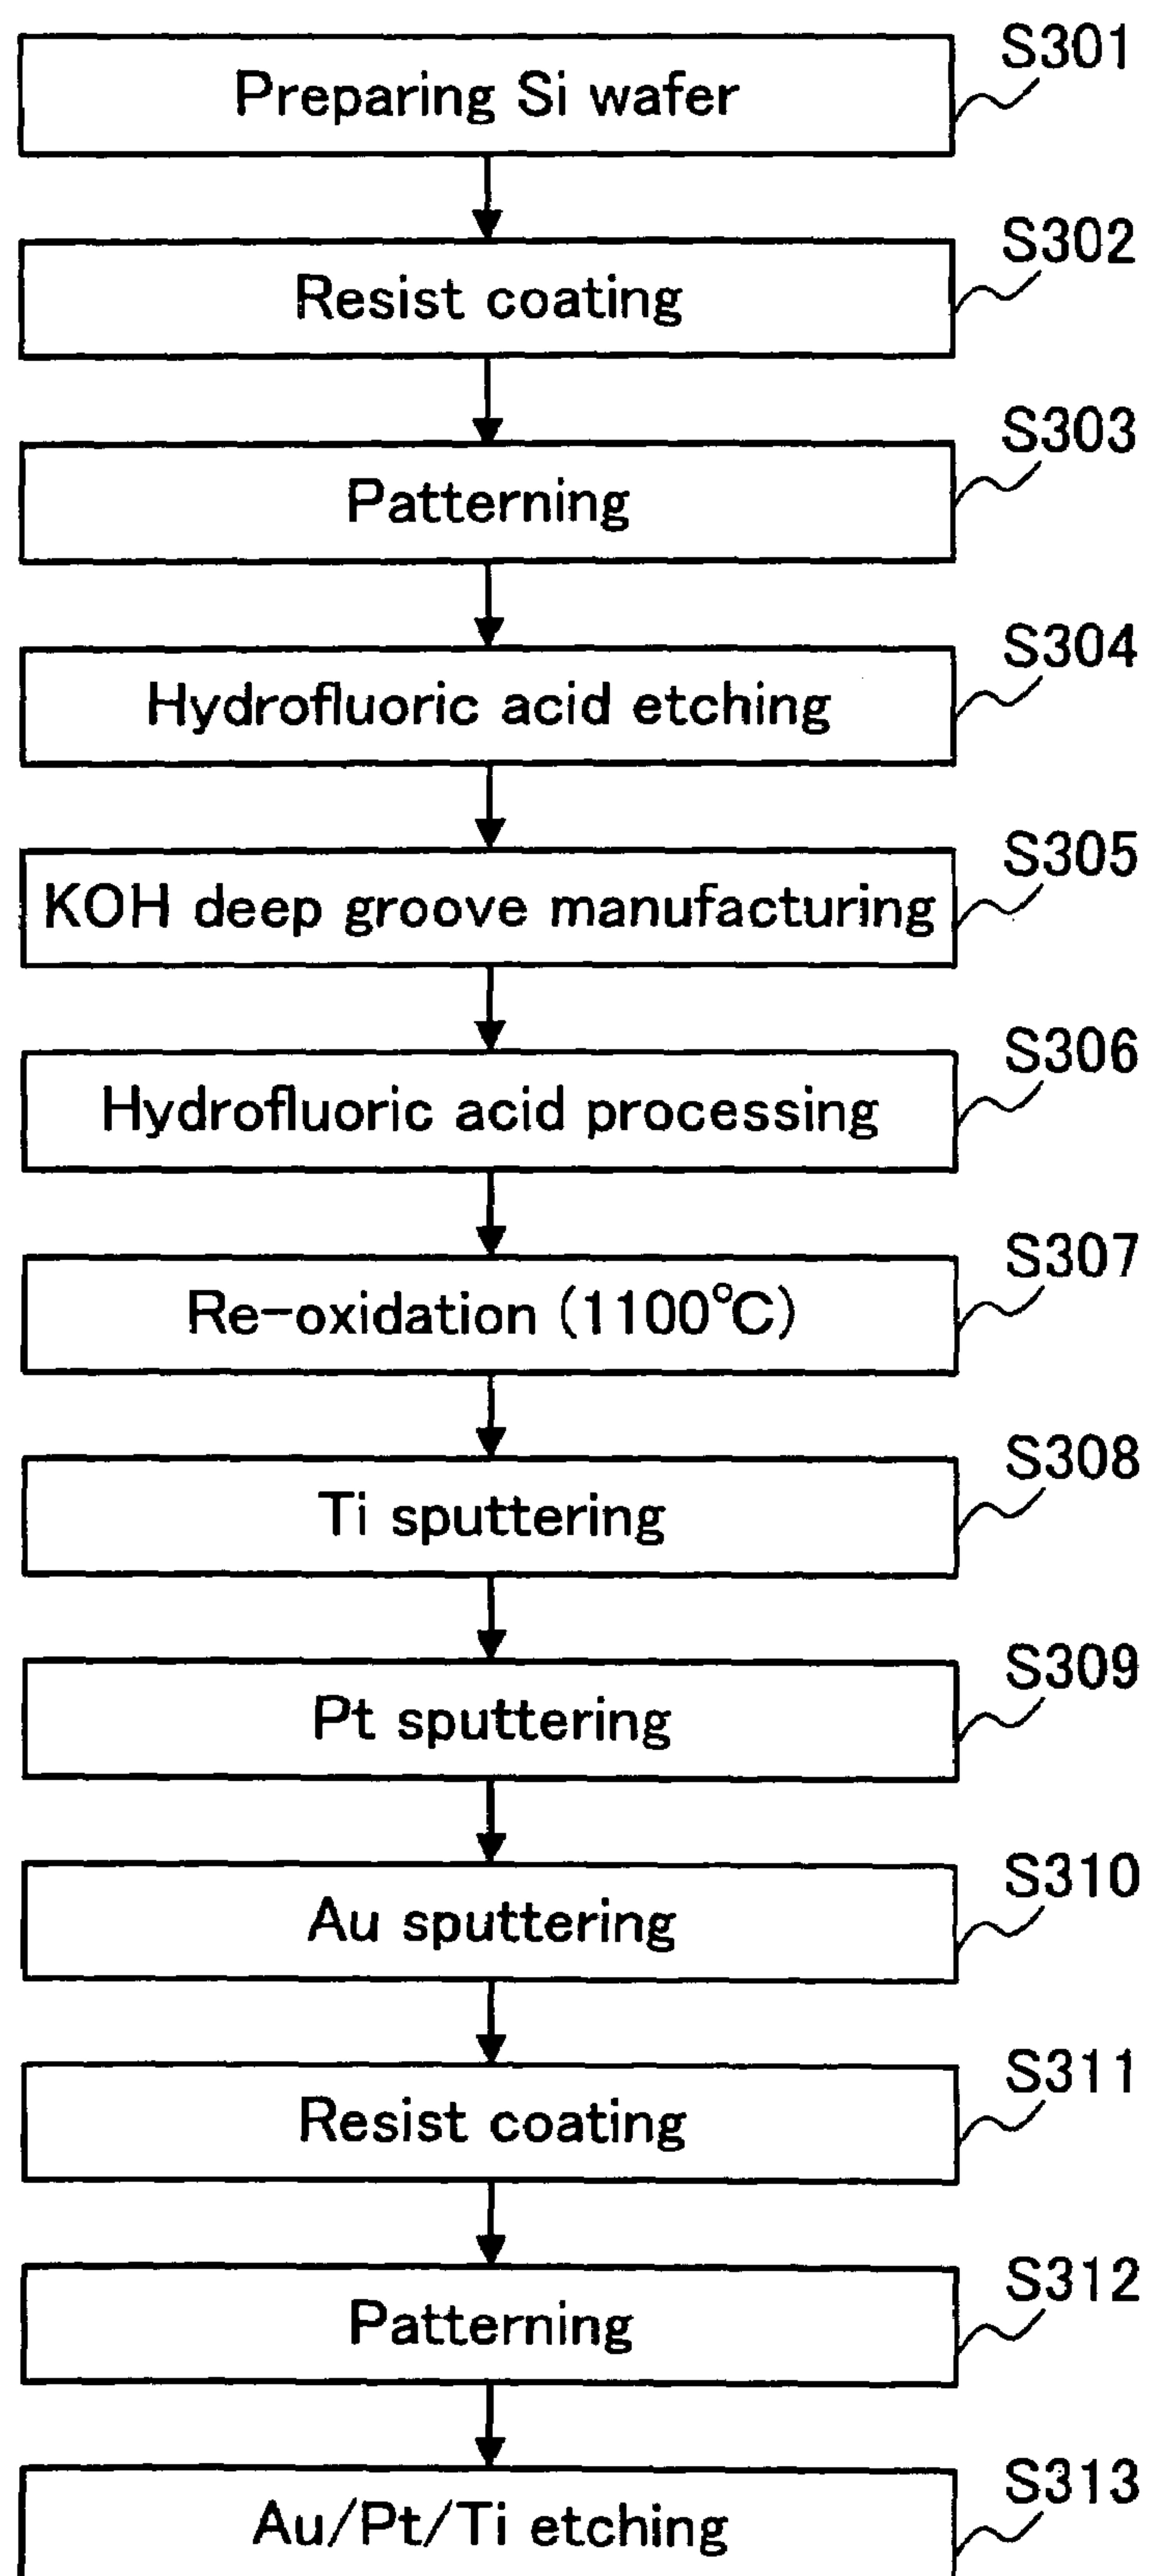 S301
Preparing Si wafer
S302
Resist coating
S303
Patterning
S304
Hydrofluoric acid etching
S305
KOH deep groove manufacturing
S306
Hydrofluoric acid processing
S307
Re-oxidation (1100℃)
S308
Ti sputtering
S309
Pt sputtering
S310
Au sputtering
S311
Resist coating
S312
Patterning
S313
Au/Pt/Ti etching